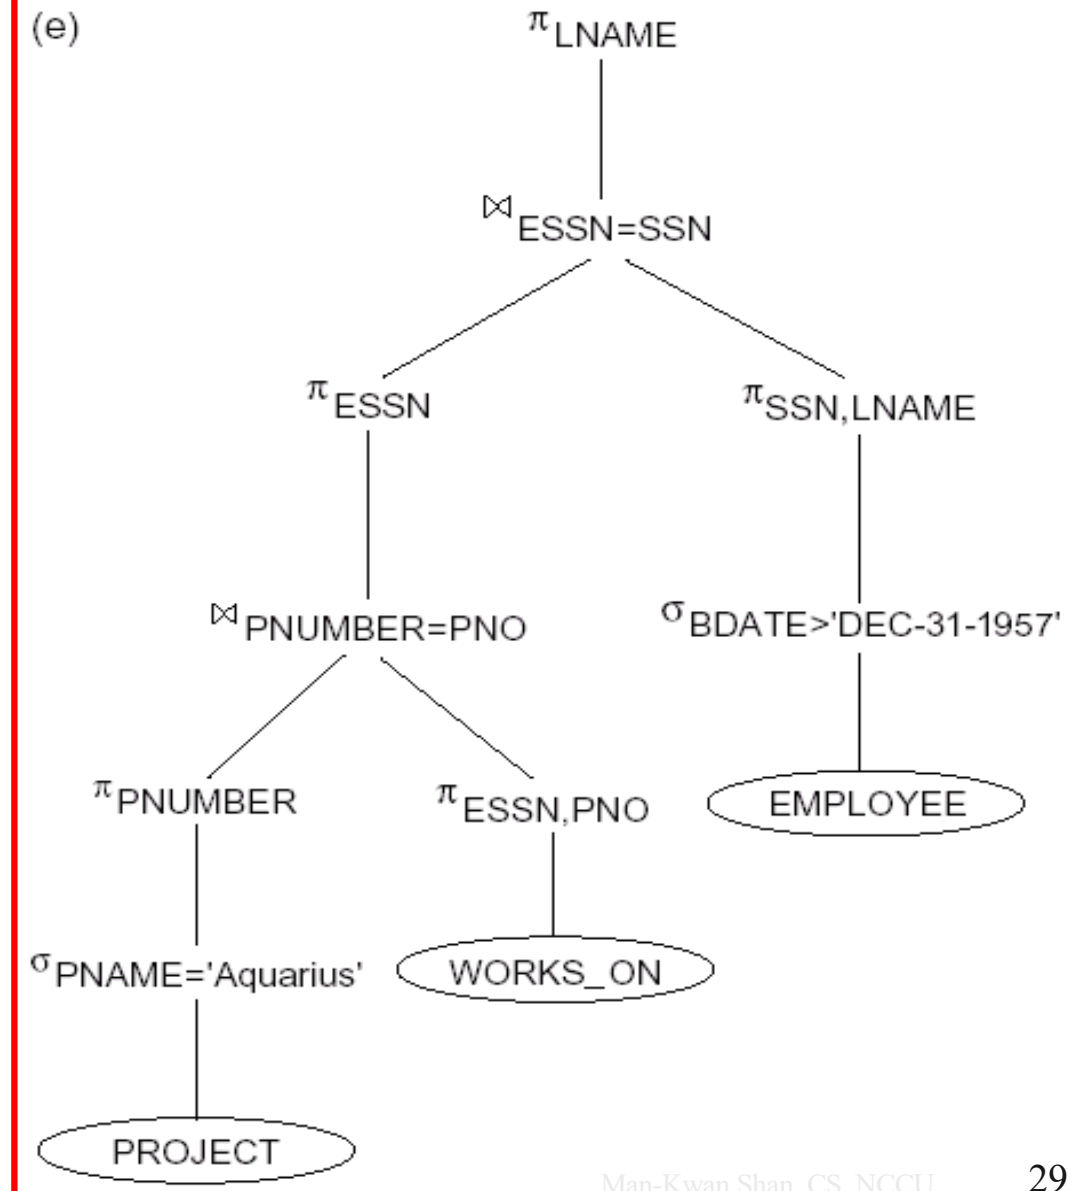 (e)
πLNAME
⋈ESSN=SSN
πESSN
πSSN,LNAME
⋈PNUMBER=PNO
σBDATE>'DEC-31-1957'
πPNUMBER
πESSN,PNO
EMPLOYEE
σPNAME='Aquarius'
WORKS_ON
PROJECT
Man-Kwan Shan, CS, NCCU
29